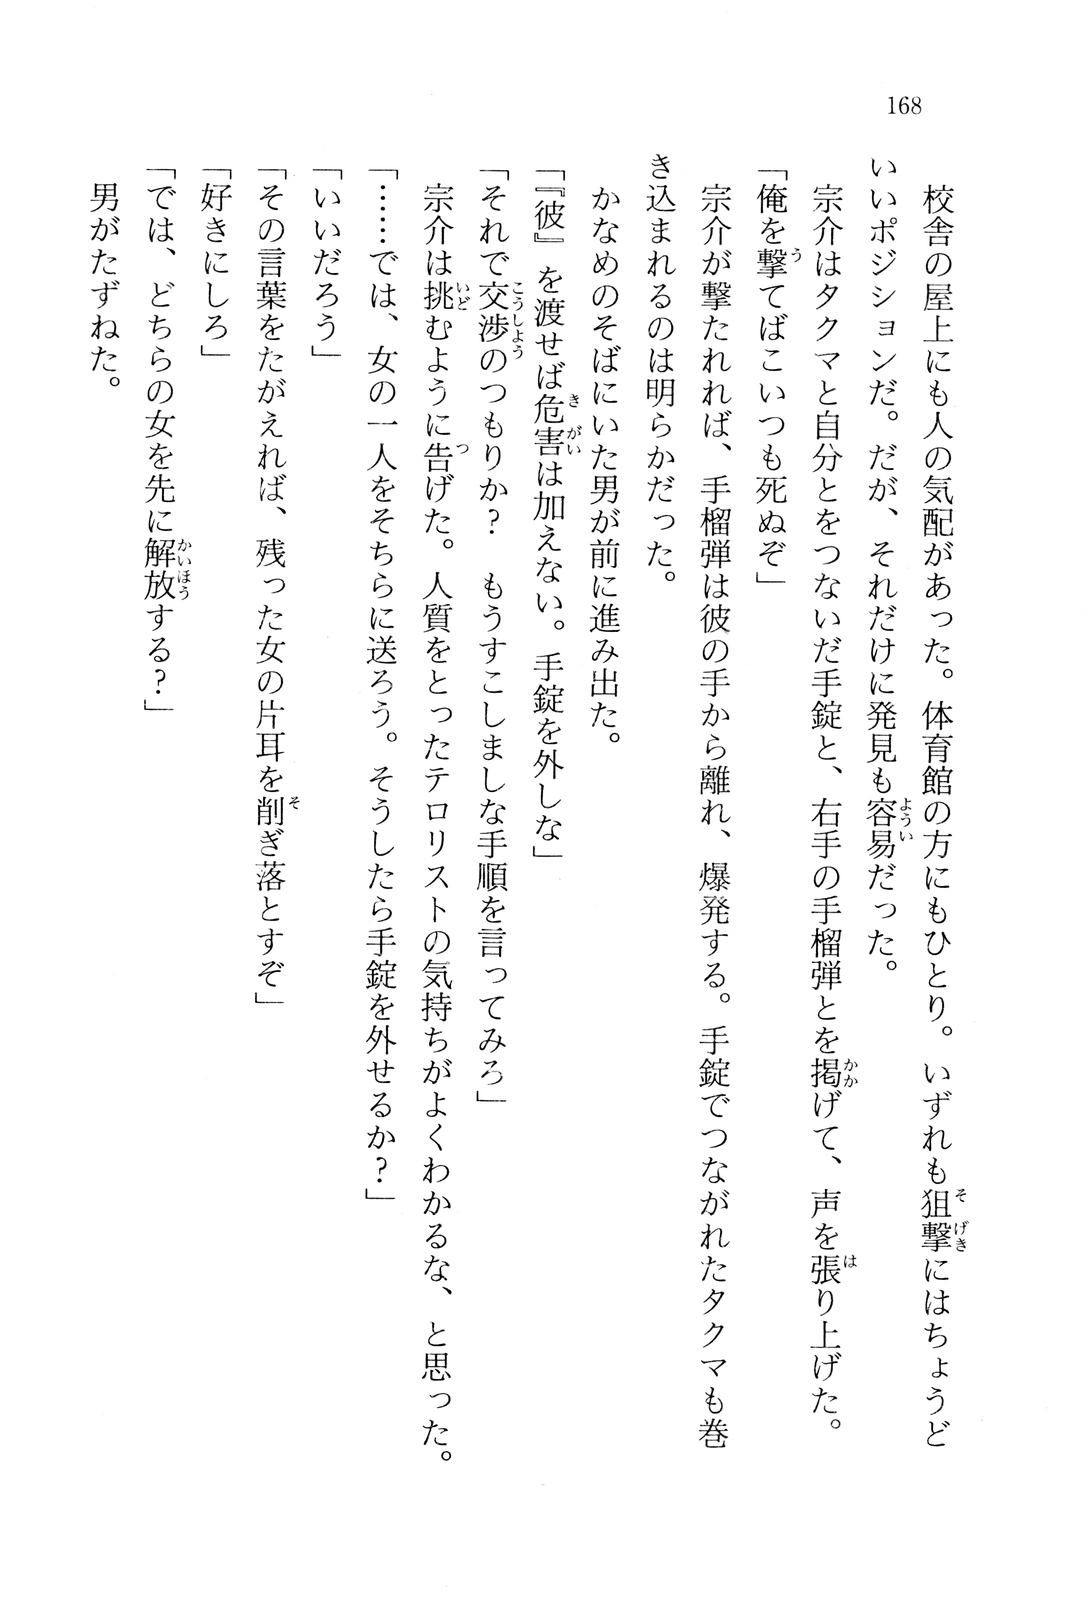 168
校舎の屋上にも人の気配があった。体育館の方にもひとり。いずれも狙撃にはちょうど
いいポジションだ。だが、それだけに発見も容易だった。
宗介はタクマと自分とをつないだ手錠と、右手の手榴弾とを掲げて、声を張り上げた。
「俺を撃てばこいつも死ぬぞ」
宗介が撃たれれば、手榴弾は彼の手から離れ、爆発する。手錠でつながれたタクマも巻
き込まれるのは明らかだった。
かなめのそばにいた男が前に進み出た。
「『彼』を渡せば危害は加えない。手錠を外しな」
「それで交渉のつもりか？　もうすこしましな手順を言ってみろ」
宗介は挑むように告げた。人質をとったテロリストの気持ちがよくわかるな、と思った。
「……では、女の一人をそちらに送ろう。そうしたら手錠を外せるか？」
「いいだろう」
「その言葉をたがえれば、残った女の片耳を削ぎ落とすぞ」
「好きにしろ」
「では、どちらの女を先に解放する？」
男がたずねた。